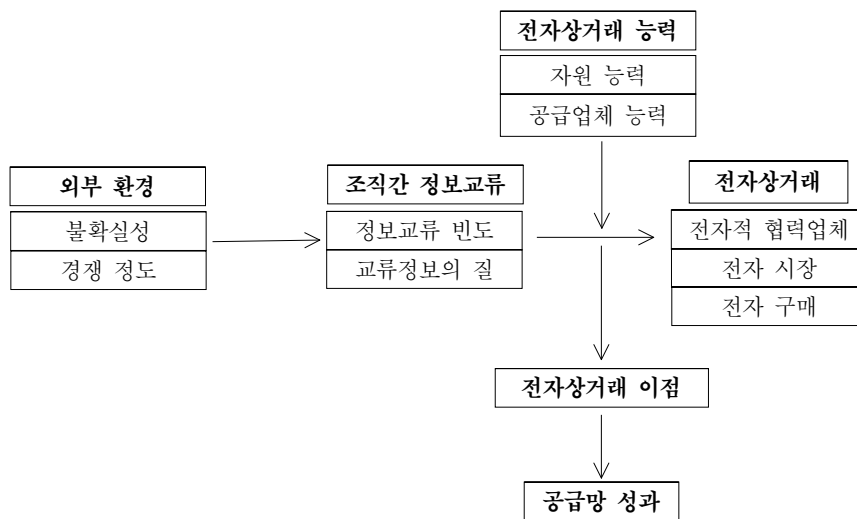 전자상거래 능력
자원 능력
공급업체 능력
외부 환경
불확실성
경쟁 정도
조직간 정보교류
정보교류 빈도
교류정보의 질
전자상거래
전자적 협력업체
전자 시장
전자 구매
전자상거래 이점
공급망 성과